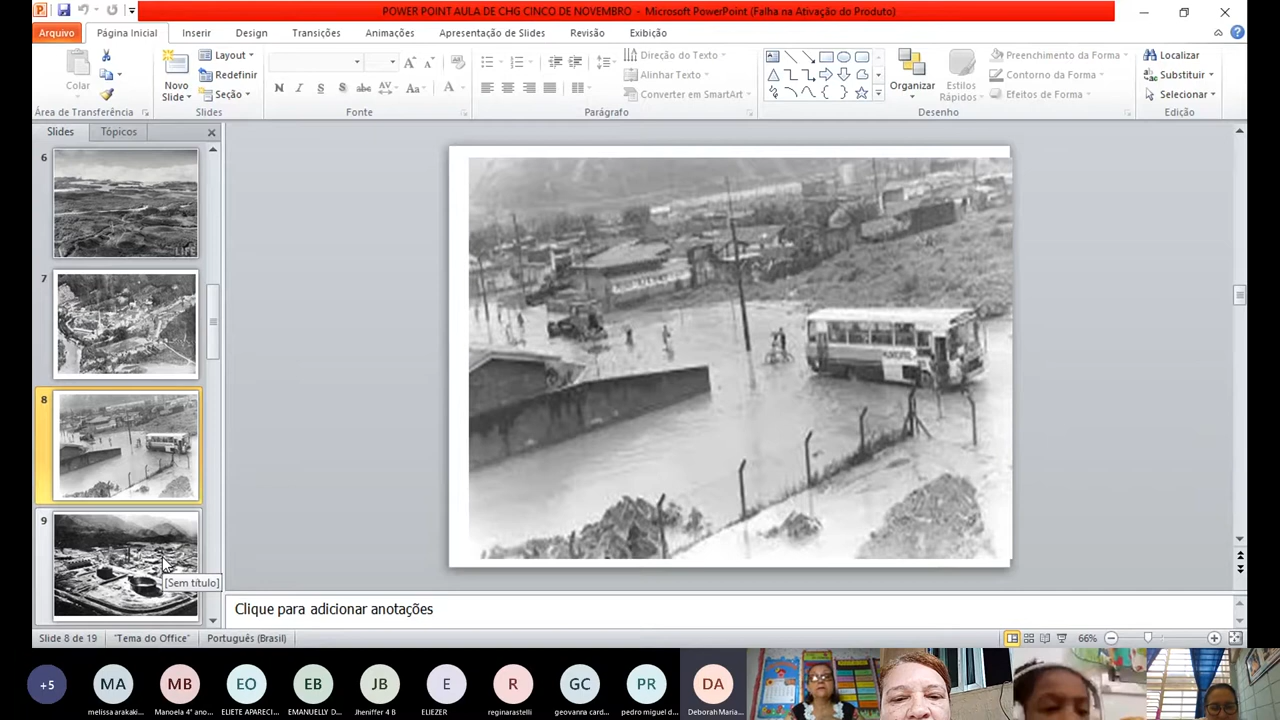 POWER POINT AULA DE CHG CINCO DE NOVEMBRO - Microsoft PowerPoint (Falha na Ativação do Produto)
Arquivo Página Inicial Inserir Design Transições Animações Apresentação de Slides Revisão Exibição
Colar
Novo
Slide
Layout
Redefinir
Seção
N I S S abc AV Aa A
Direção do Texto
Alinhar Texto
Converter em SmartArt
Organizar
Estilos
Rápidos
Preenchimento da Forma
Contorno da Forma
Efeitos de Forma
Localizar
Substituir
Selecionar
Área de Transferência Slides Fonte Parágrafo Desenho Edição
Slides Tópicos
6
LIFE
7
8
9
[Sem título]
Clique para adicionar anotações
Slide 8 de 19 "Tema do Office" Português (Brasil) 66%
+5 MA MB EO EB JB E R GC PR DA
melissa arakaki... Manoela 4° ano... ELIETE APARECI... EMANUELLY D... Jheniffer 4 B ELIEZER reginarastelli geovanna card... pedro miguel d... Deborah Maria...